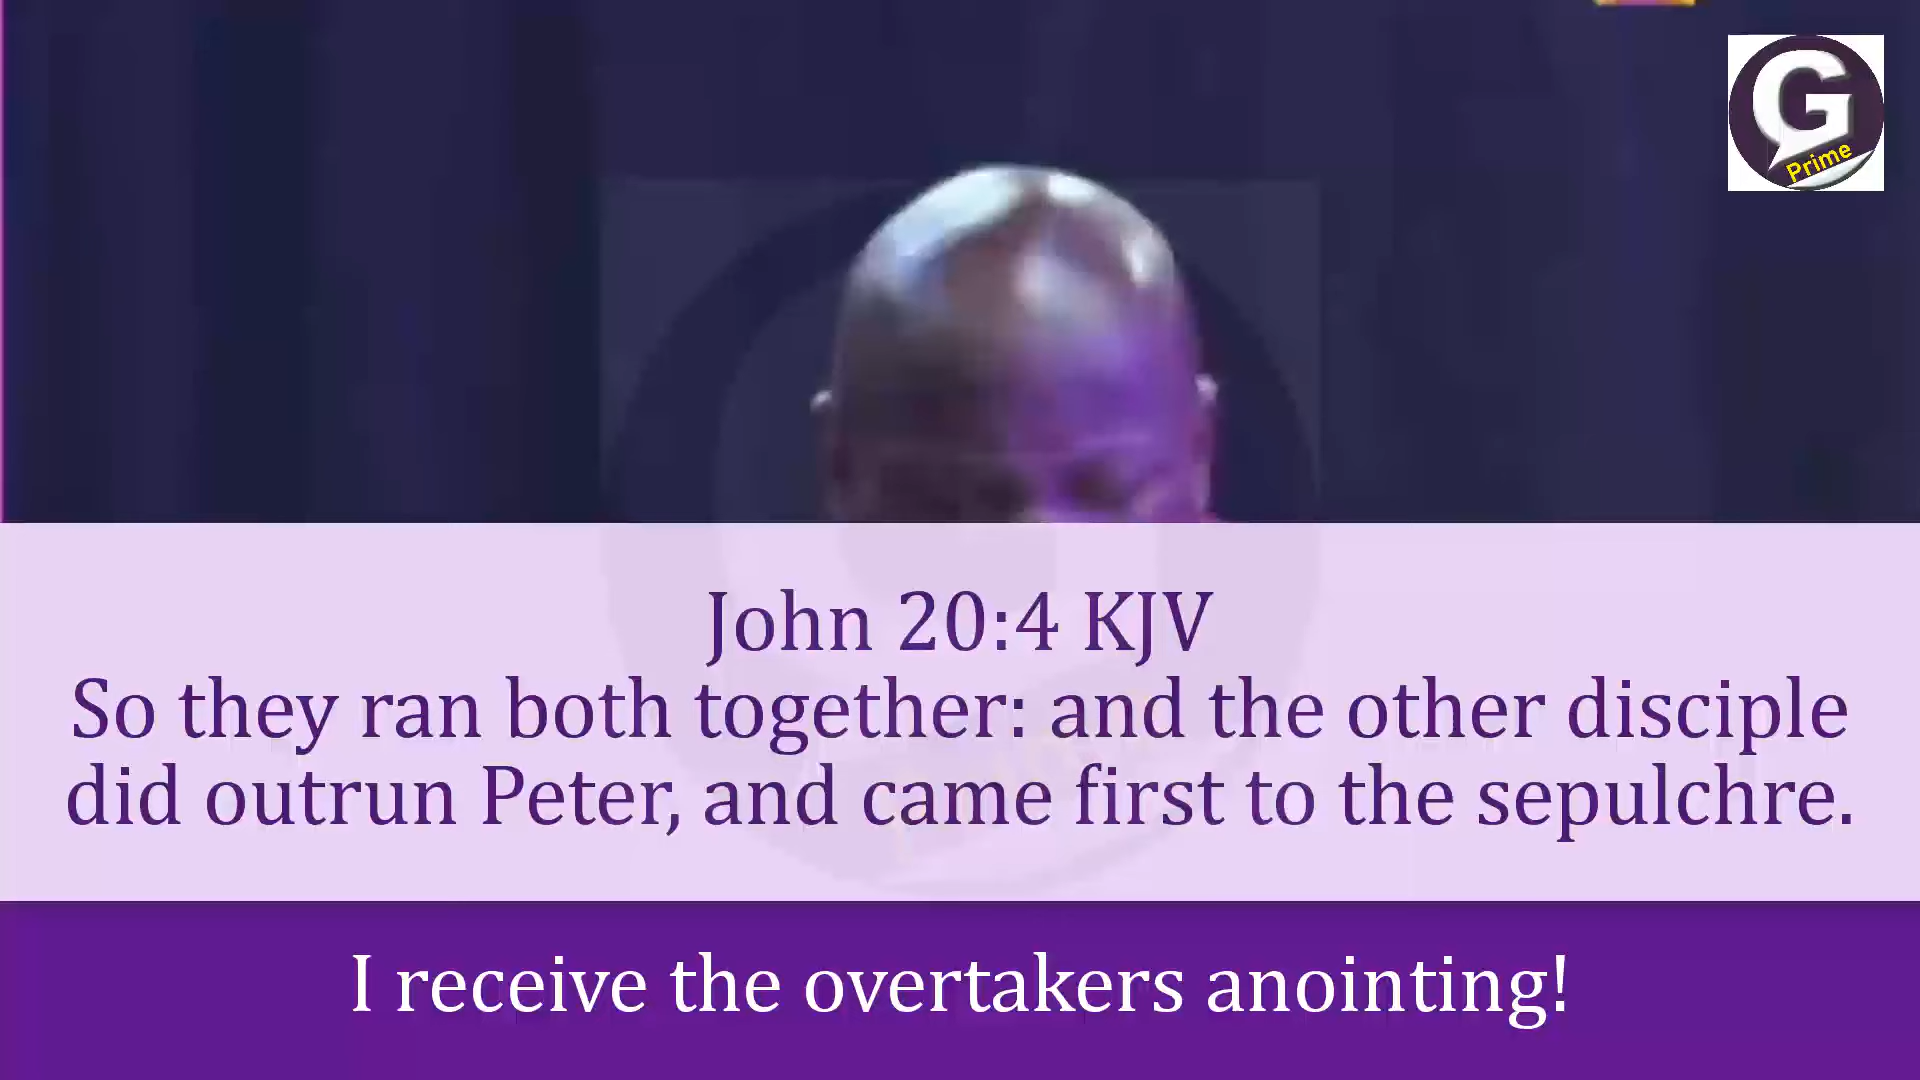 G
Prime
John 20:4 KJV
So they ran both together: and the other disciple
did outrun Peter, and came first to the sepulchre.
I receive the overtakers anointing!